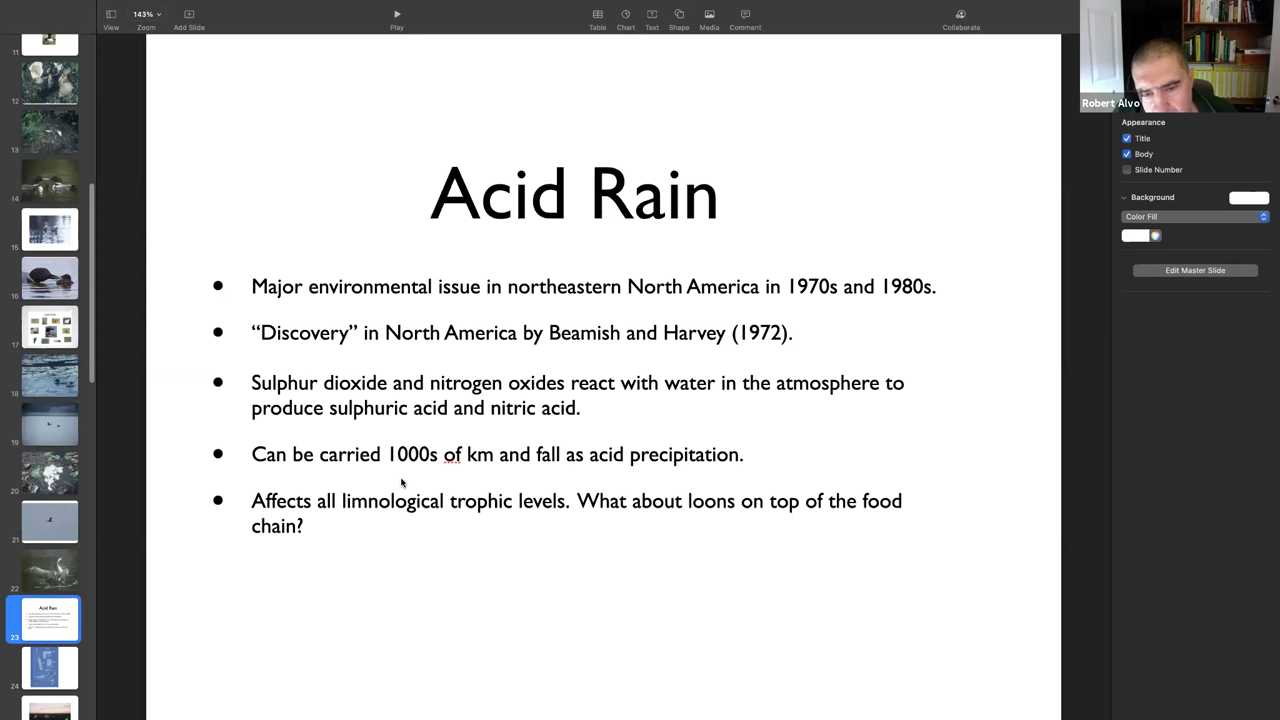 143%
View
Zoom
Add Slide
Play
Table
Chart
Text
Shape
Media
Comment
Collaborate
Robert Alvo
11
12
13
14
15
16
17
18
19
20
21
22
Acid Rain
23
24
Acid Rain
• Major environmental issue in northeastern North America in 1970s and 1980s.
• “Discovery” in North America by Beamish and Harvey (1972).
• Sulphur dioxide and nitrogen oxides react with water in the atmosphere to
produce sulphuric acid and nitric acid.
• Can be carried 1000s of km and fall as acid precipitation.
• Affects all limnological trophic levels. What about loons on top of the food
chain?
Appearance
Title
Body
Slide Number
Background
Color Fill
Edit Master Slide